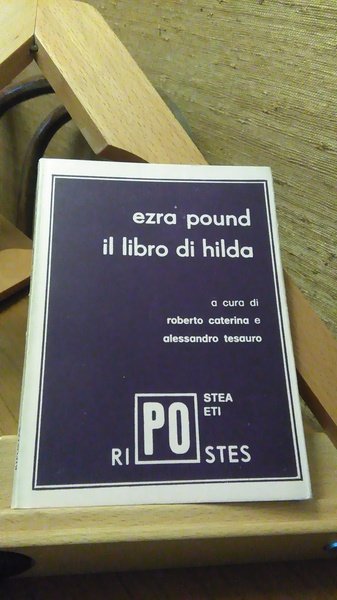 ezra pound
il libro di hilda
a cura di
roberto caterina e
alessandro tesauro
STEA
PO ETI
RI STES